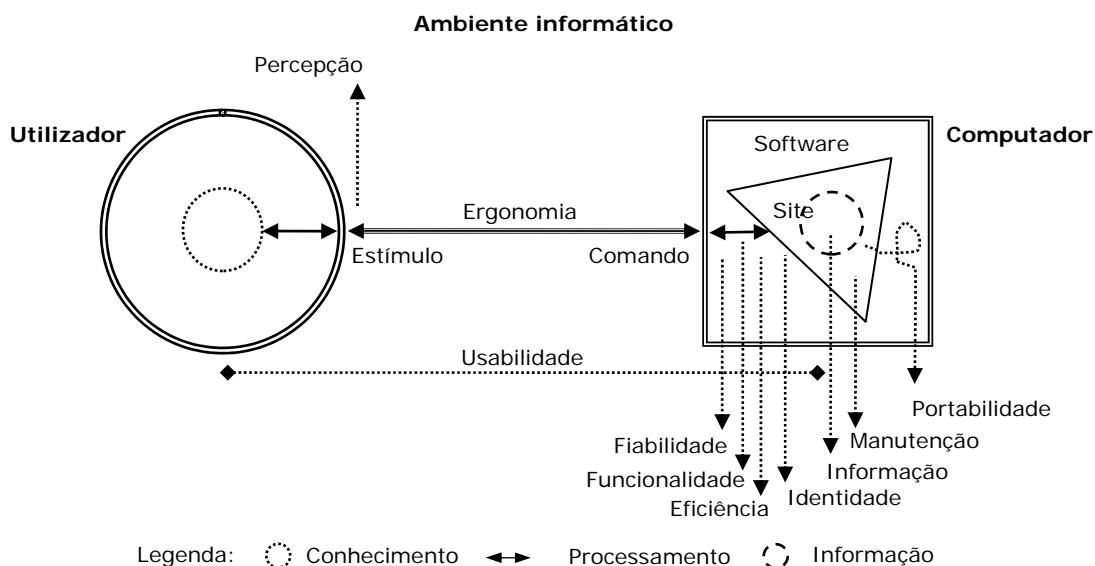 Ambiente informático
Percepção
Utilizador
Computador
Software
Site
Ergonomia
Estímulo
Comando
Usabilidade
Portabilidade
Fiabilidade
Manutenção
Funcionalidade
Informação
Identidade
Eficiência
Legenda: Conhecimento Processamento Informação